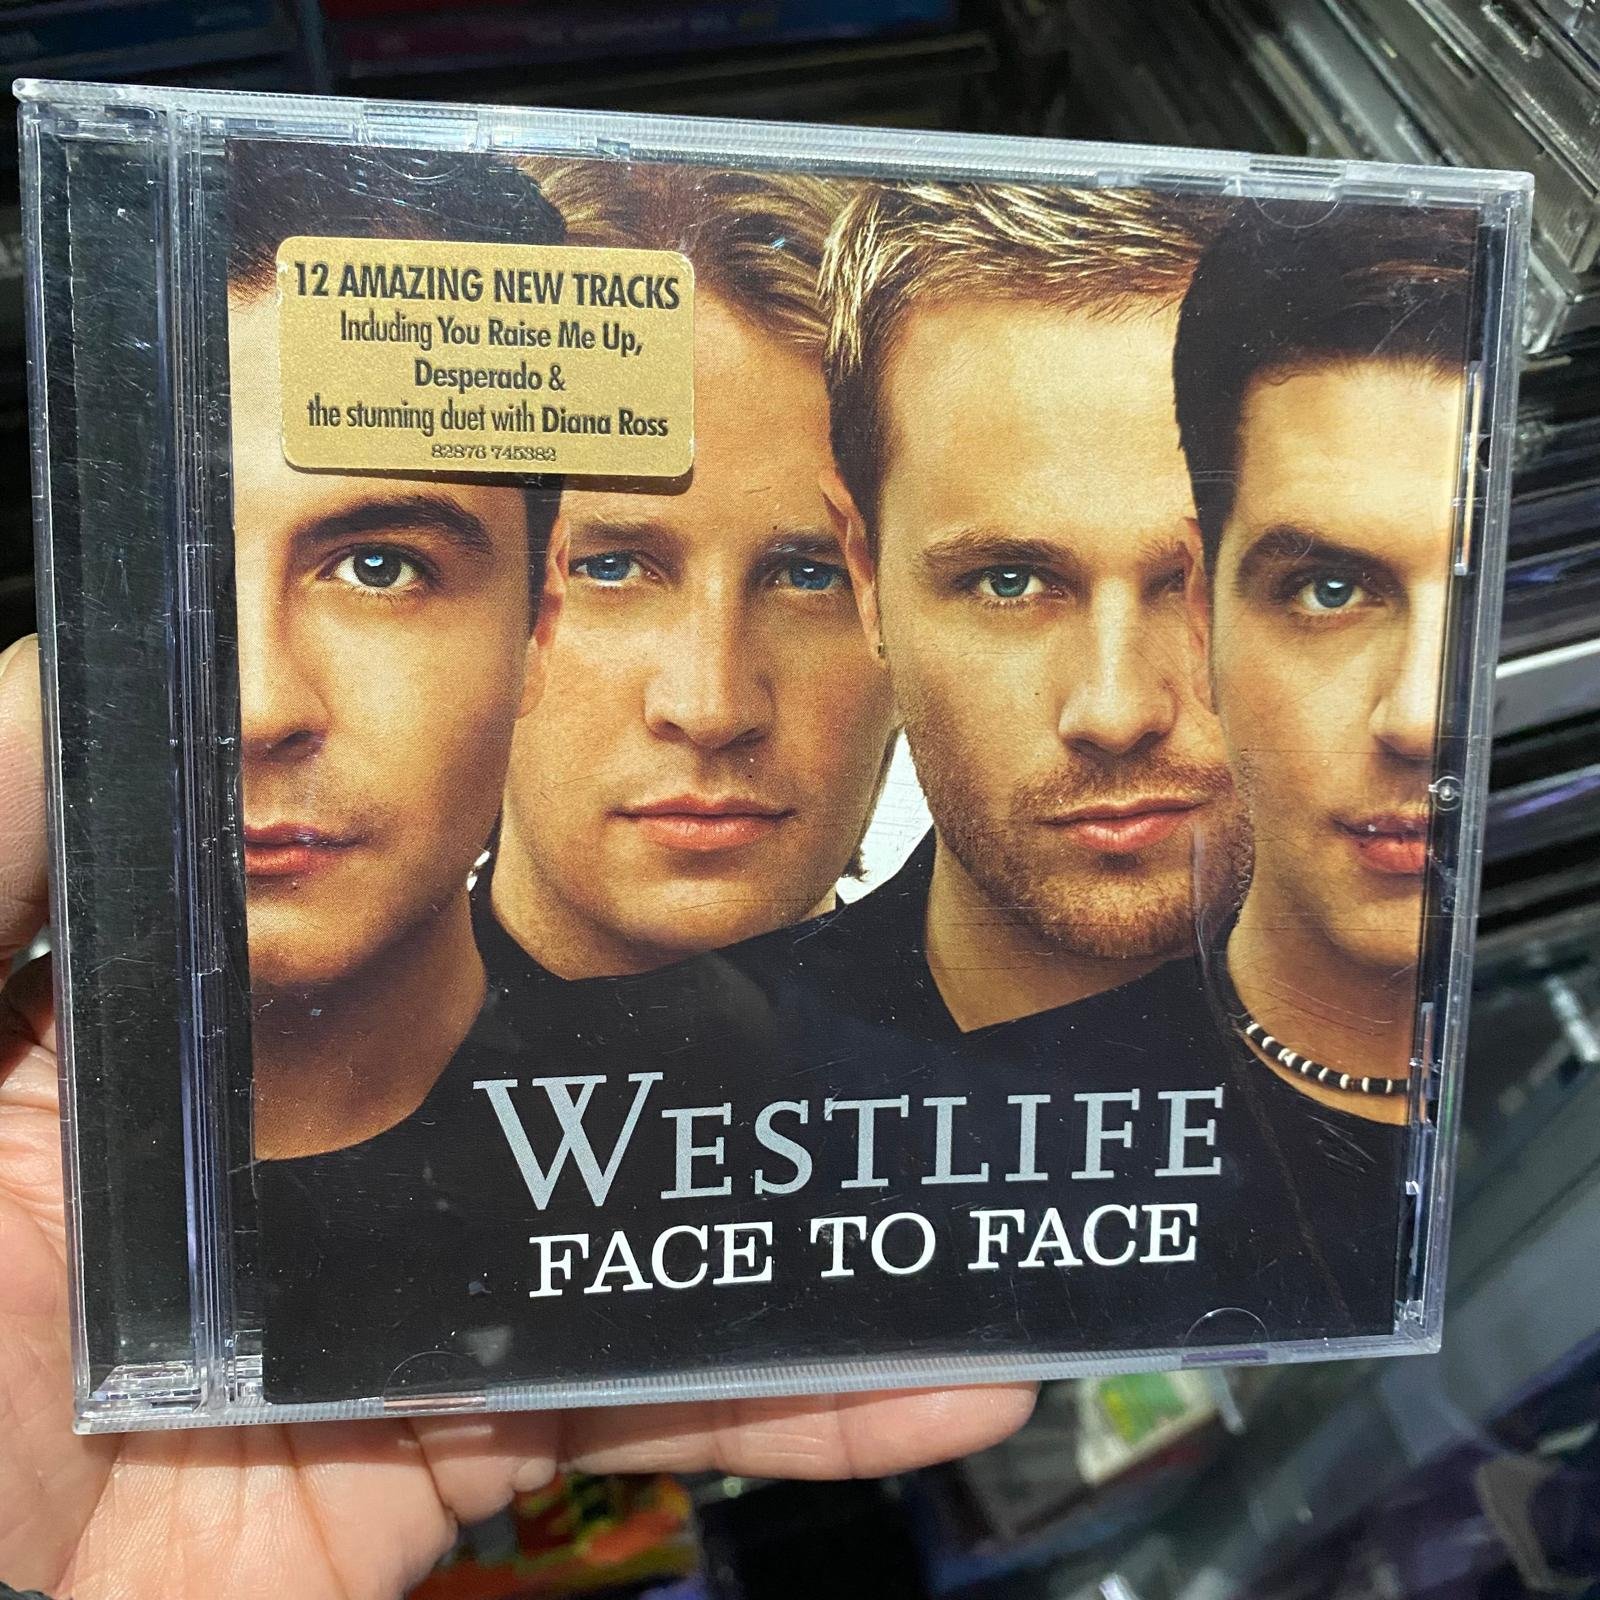 12 AMAZING NEW TRACKS
Including You Raise Me Up,
Desperado &
the stunning duet with Diana Ross
82876 745382
WESTLIFE
FACE TO FACE